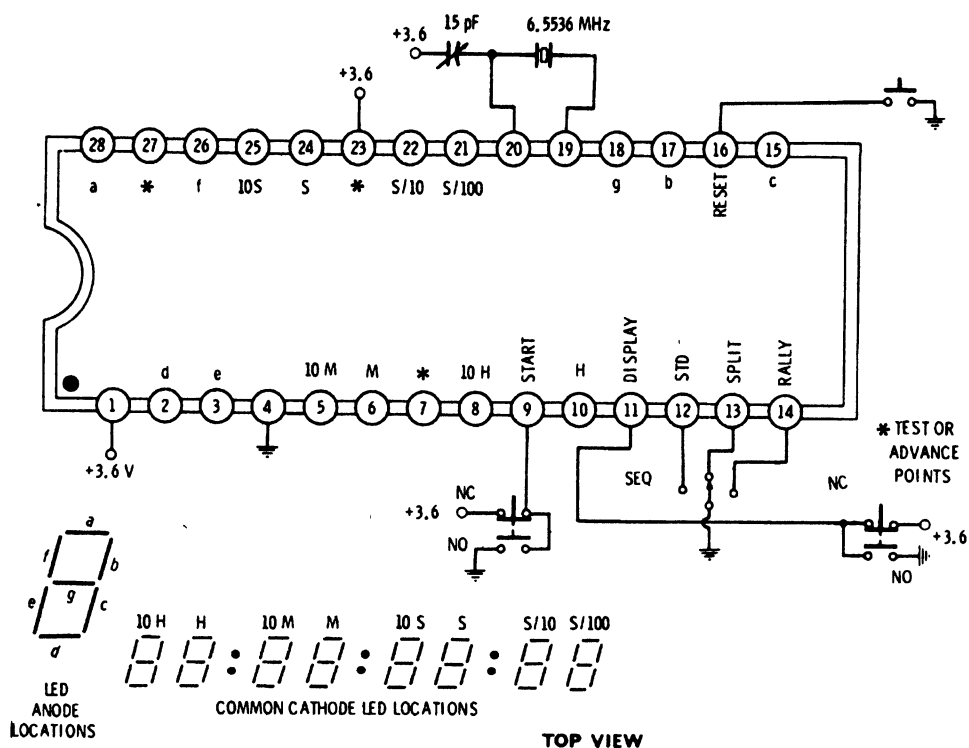 15 pF
6.5536 MHz
+3.6
+3.6
28 27 26 25 24 23 22 21 20 19 18 17 16 15
a * f 10S S * S/10 S/100 g b RESET c
d e 10 M M * 10 H START H DISPLAY STD SPLIT RALLY
1 2 3 4 5 6 7 8 9 10 11 12 13 14
+3.6 V
* TEST OR
ADVANCE
POINTS
SEQ
NC
NC
+3.6
NO
+3.6
NO
a
f b
g
e c
d
LED
ANODE
LOCATIONS
10 H H 10 M M 10 S S S/10 S/100
COMMON CATHODE LED LOCATIONS
TOP VIEW